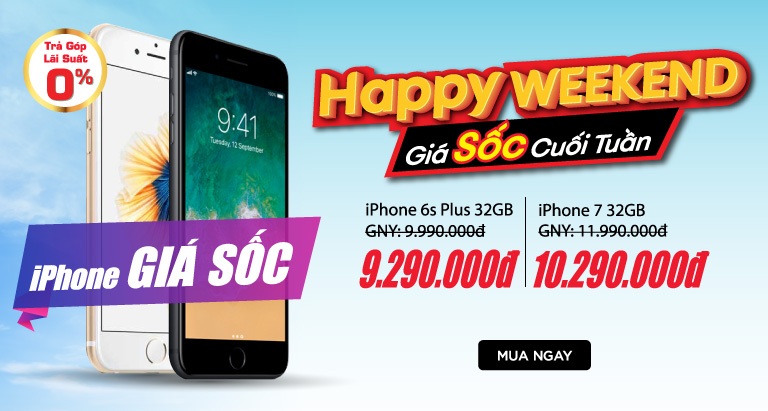 Trả Góp
Lãi Suất
0%
Happy WEEKEND
Giá Sốc Cuối Tuần
9:41
Tuesday, 12 September
iPhone GIÁ SỐC
iPhone 6s Plus 32GB
GNY: 9.990.000đ
9.290.000đ
iPhone 7 32GB
GNY: 11.990.000đ
10.290.000đ
MUA NGAY